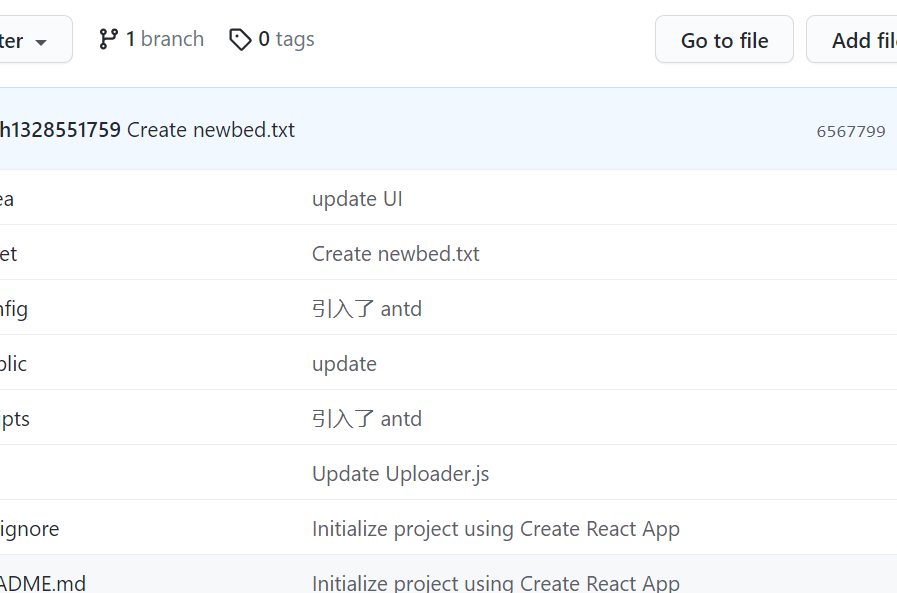 ter 1 branch 0 tags Go to file Add file
h1328551759 Create newbed.txt 6567799
ea update UI
et Create newbed.txt
nfig 引入了 antd
blic update
ipts 引入了 antd
Update Uploader.js
ignore Initialize project using Create React App
ADME.md Initialize project using Create React App